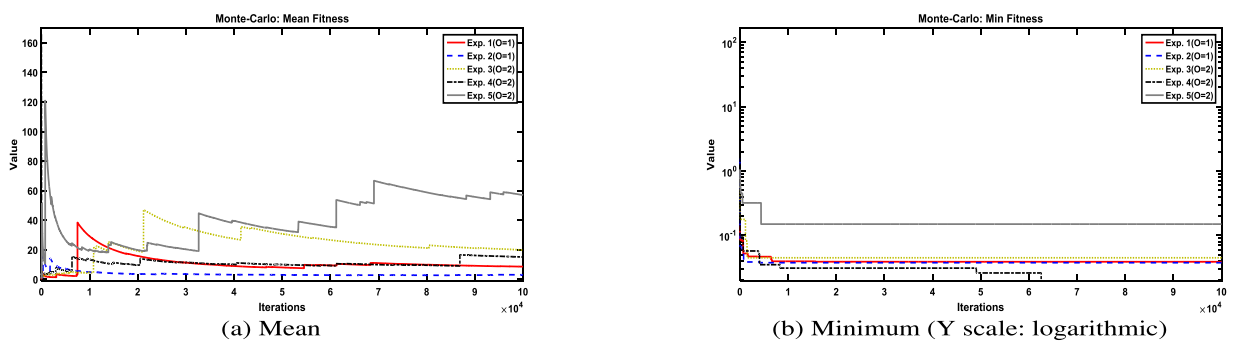 Monte-Carlo: Mean Fitness
160
140
120
100
80
60
40
20
0
Value
Exp. 1(O=1)
Exp. 2(O=1)
Exp. 3(O=2)
Exp. 4(O=2)
Exp. 5(O=2)
0 1 2 3 4 5 6 7 8 9 10
Iterations
×10^4
(a) Mean
Monte-Carlo: Min Fitness
10^2
10^1
10^0
10^-1
Value
Exp. 1(O=1)
Exp. 2(O=1)
Exp. 3(O=2)
Exp. 4(O=2)
Exp. 5(O=2)
0 1 2 3 4 5 6 7 8 9 10
Iterations
×10^4
(b) Minimum (Y scale: logarithmic)